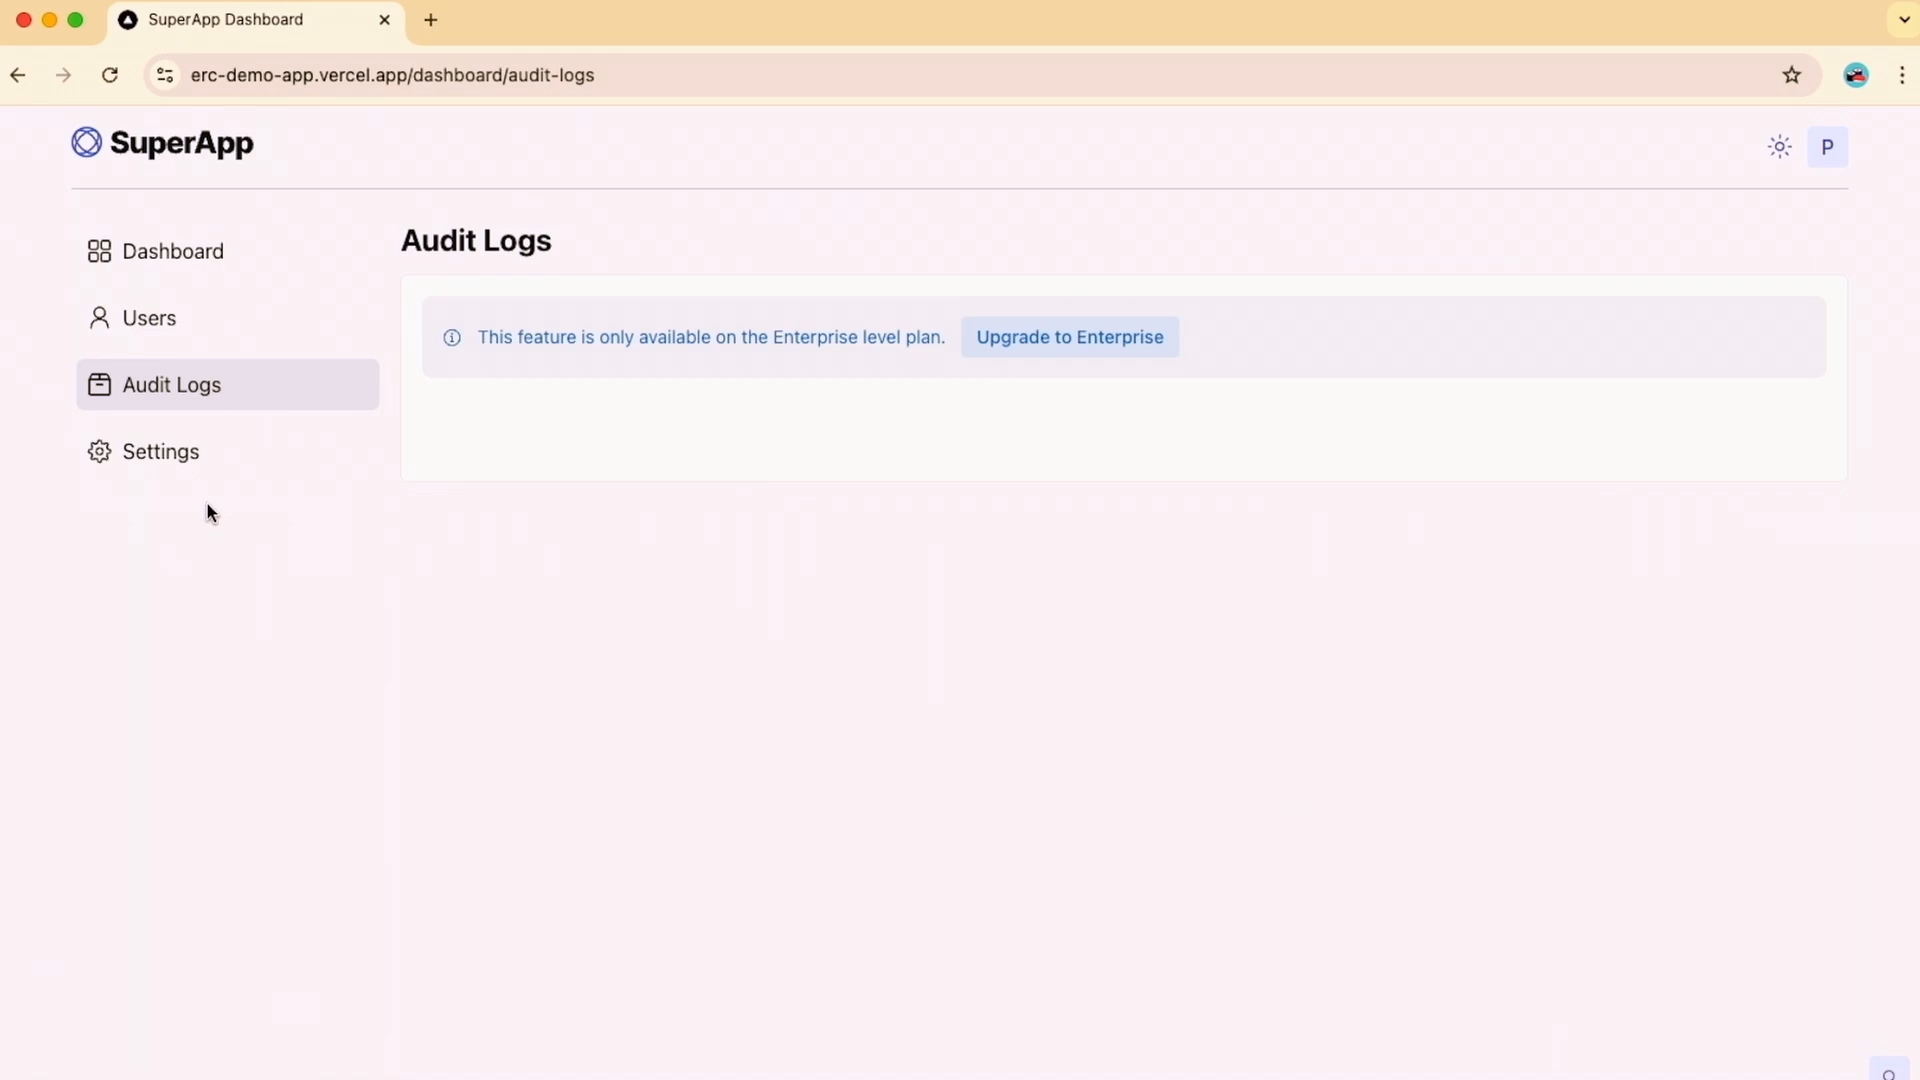 SuperApp Dashboard
erc-demo-app.vercel.app/dashboard/audit-logs
SuperApp
P
Dashboard
Users
Audit Logs
Settings
Audit Logs
This feature is only available on the Enterprise level plan. Upgrade to Enterprise